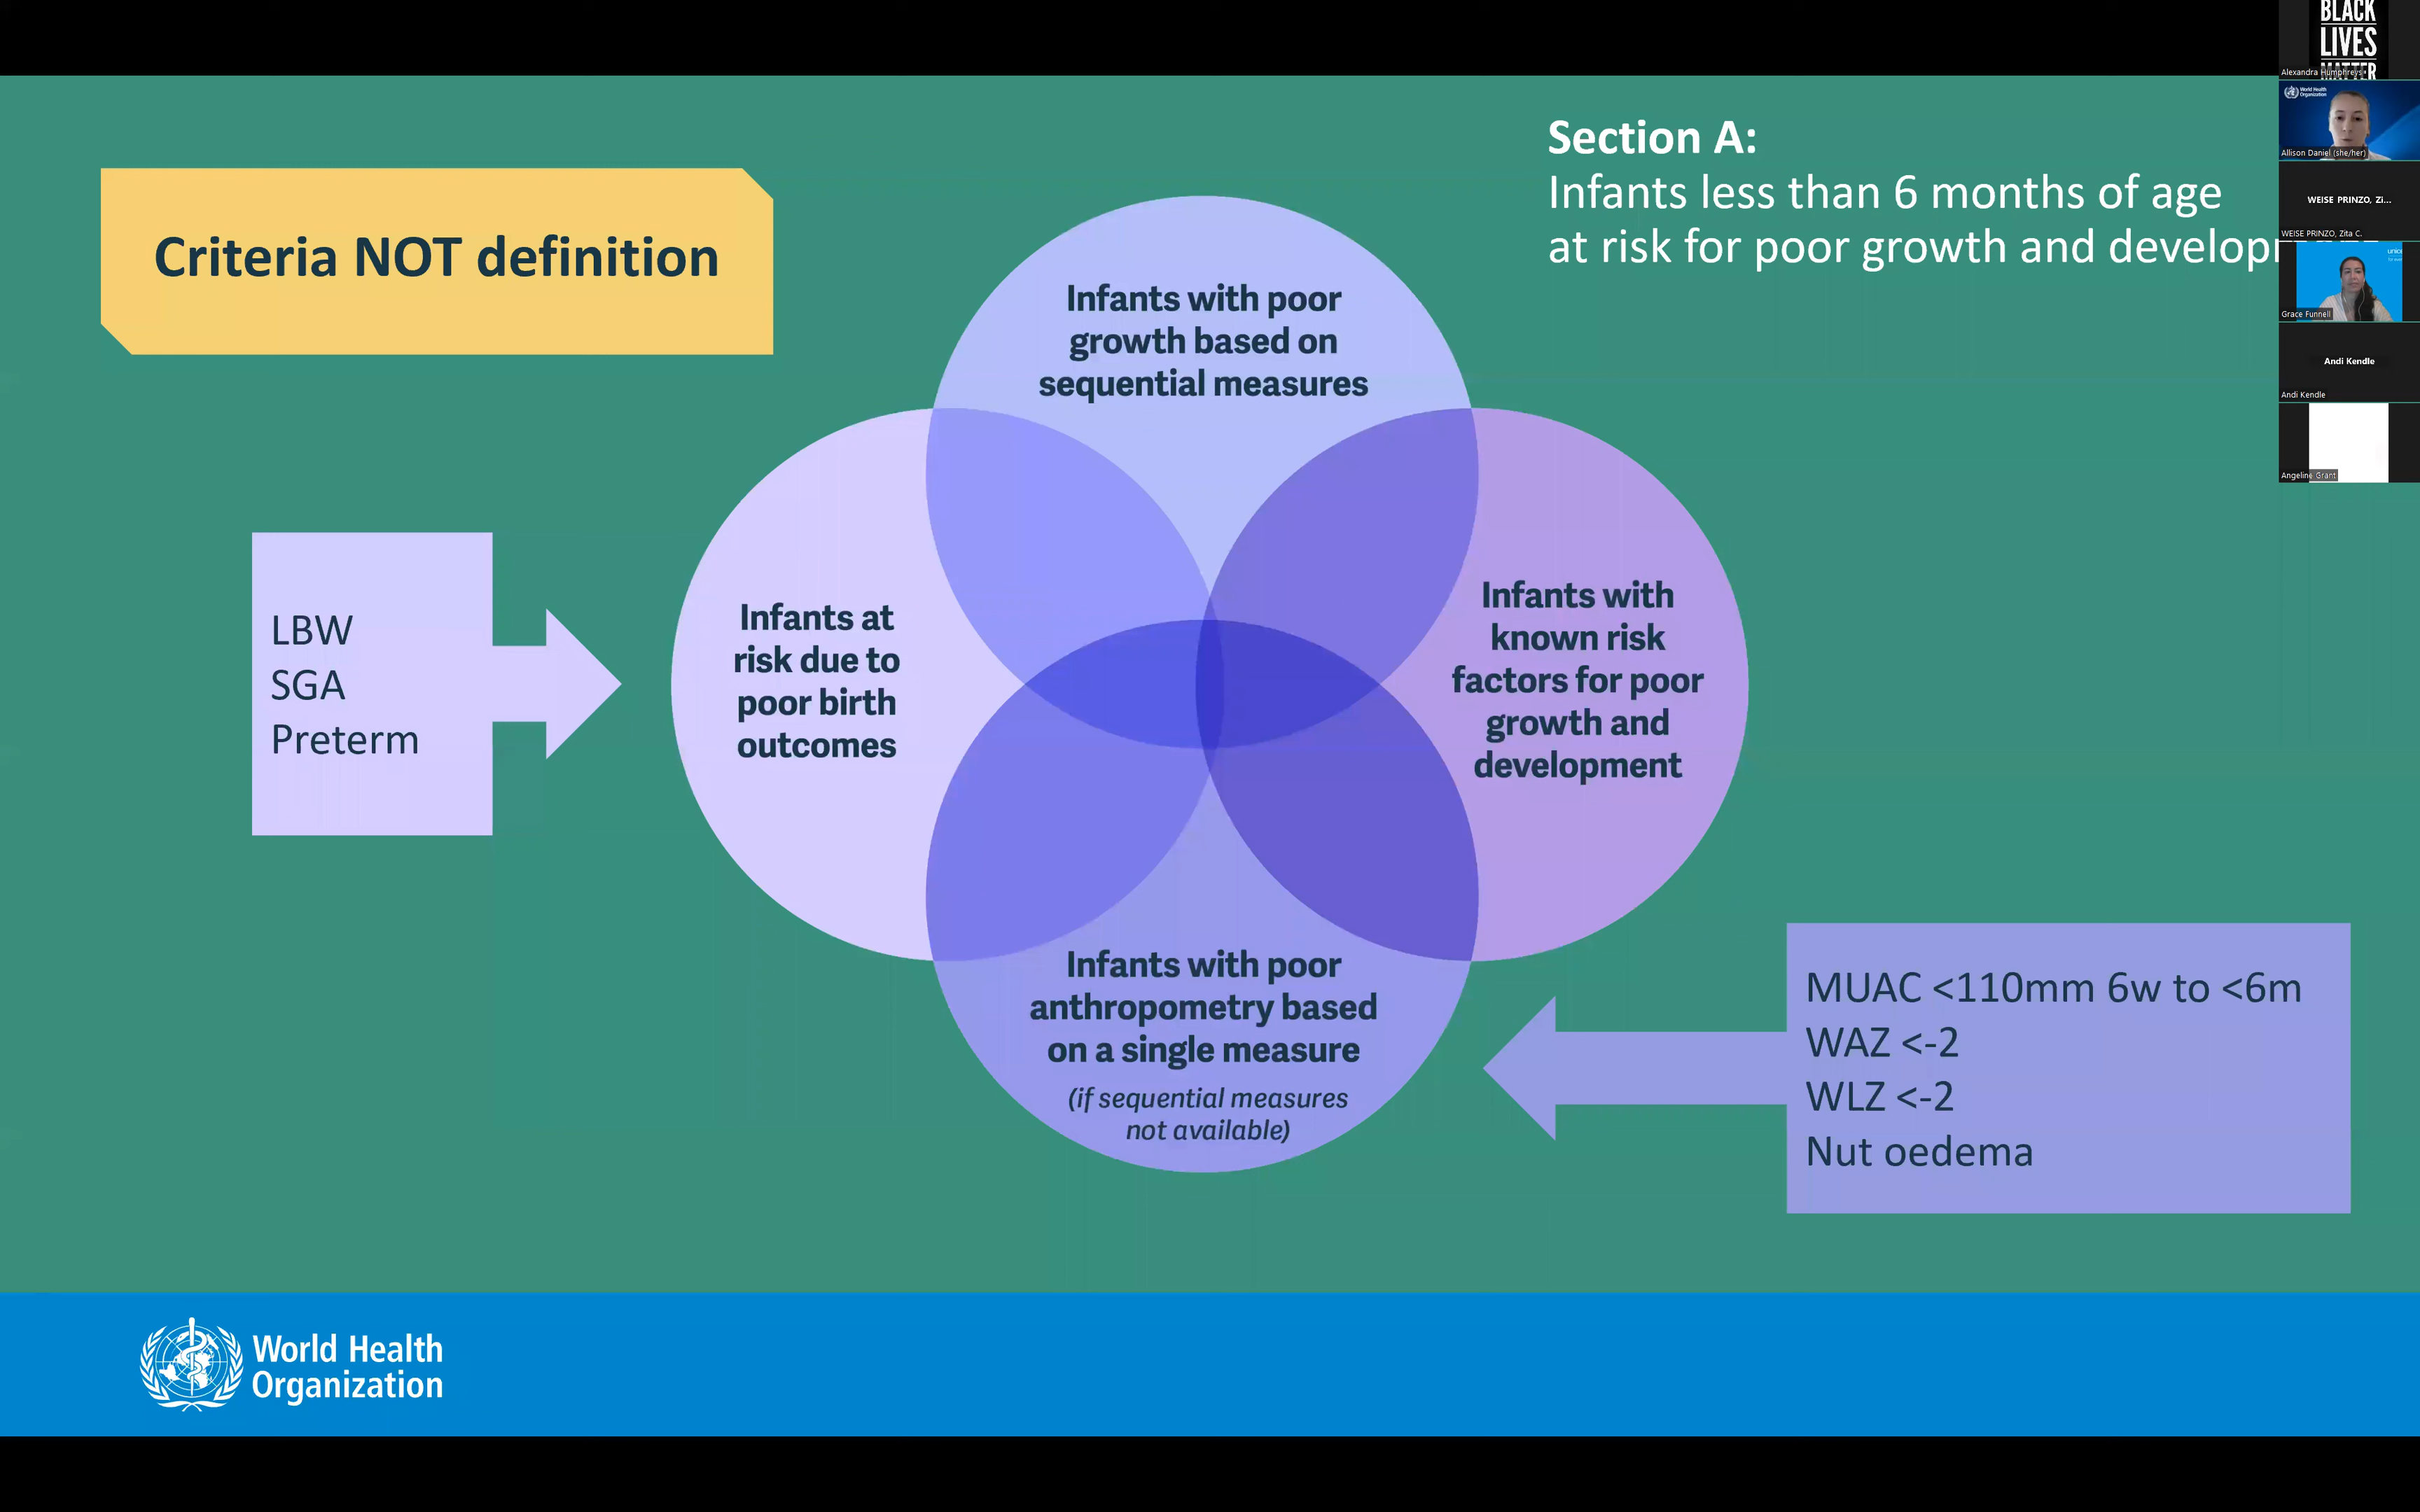 Criteria NOT definition
Section A:
Infants less than 6 months of age
at risk for poor growth and develop
Infants with poor
growth based on
sequential measures
Infants at
risk due to
poor birth
outcomes
Infants with
known risk
factors for poor
growth and
development
Infants with poor
anthropometry based
on a single measure
(if sequential measures
not available)
LBW
SGA
Preterm
MUAC <110mm 6w to <6m
WAZ <-2
WLZ <-2
Nut oedema
World Health
Organization
BLACK
LIVES
MATTER
Alexandra Humphreys
World Health
Organization
Allison Daniel (she/her)
WEISE PRINZO, Zi...
WEISE PRINZO, Zita C.
Grace Funnell
Andi Kendle
Andi Kendle
Angeline Grant